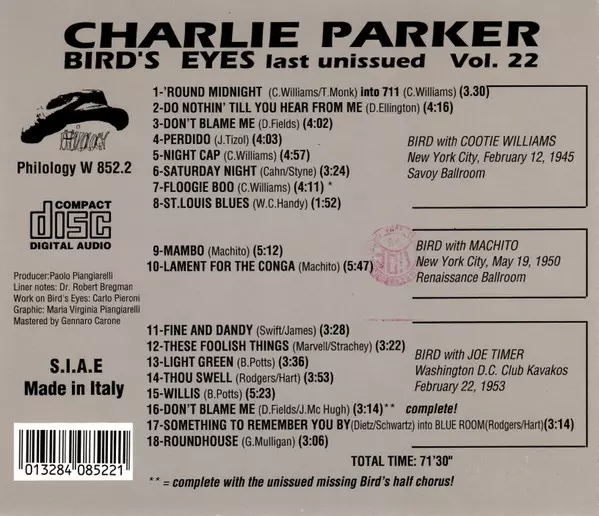 CHARLIE PARKER
BIRD'S EYES last unissued Vol. 22
1-'ROUND MIDNIGHT (C.Williams/T.Monk) into 711 (C.Williams) (3.30)
2-DO NOTHIN' TILL YOU HEAR FROM ME (D.Ellington) (4:16)
3-DON'T BLAME ME (D.Fields) (4:02)
4-PERDIDO (J.Tizol) (4:03)
5-NIGHT CAP (C.Williams) (4:57)
6-SATURDAY NIGHT (Cahn/Styne) (3:24)
7-FLOOGIE BOO (C.Williams) (4:11) *
8-ST.LOUIS BLUES (W.C.Handy) (1:52)
BIRD with COOTIE WILLIAMS
New York City, February 12, 1945
Savoy Ballroom
Philology W 852.2
COMPACT
disc
DIGITAL AUDIO
9-MAMBO (Machito) (5:12)
10-LAMENT FOR THE CONGA (Machito) (5:47)
BIRD with MACHITO
New York City, May 19, 1950
Renaissance Ballroom
Producer:Paolo Piangiarelli
Liner notes: Dr. Robert Bregman
Work on Bird's Eyes: Carlo Pieroni
Graphic: Maria Virginia Piangiarelli
Mastered by Gennaro Carone
S.I.A.E
Made in Italy
11-FINE AND DANDY (Swift/James) (3:28)
12-THESE FOOLISH THINGS (Marvell/Strachey) (3:22)
13-LIGHT GREEN (B.Potts) (3:36)
14-THOU SWELL (Rodgers/Hart) (3:53)
15-WILLIS (B.Potts) (5:23)
16-DON'T BLAME ME (D.Fields/J.Mc Hugh) (3:14)** complete!
17-SOMETHING TO REMEMBER YOU BY(Dietz/Schwartz) into BLUE ROOM(Rodgers/Hart)(3:14)
18-ROUNDHOUSE (G.Mulligan) (3:06)
BIRD with JOE TIMER
Washington D.C. Club Kavakos
February 22, 1953
TOTAL TIME: 71'30"
** = complete with the unissued missing Bird's half chorus!
013284 085221